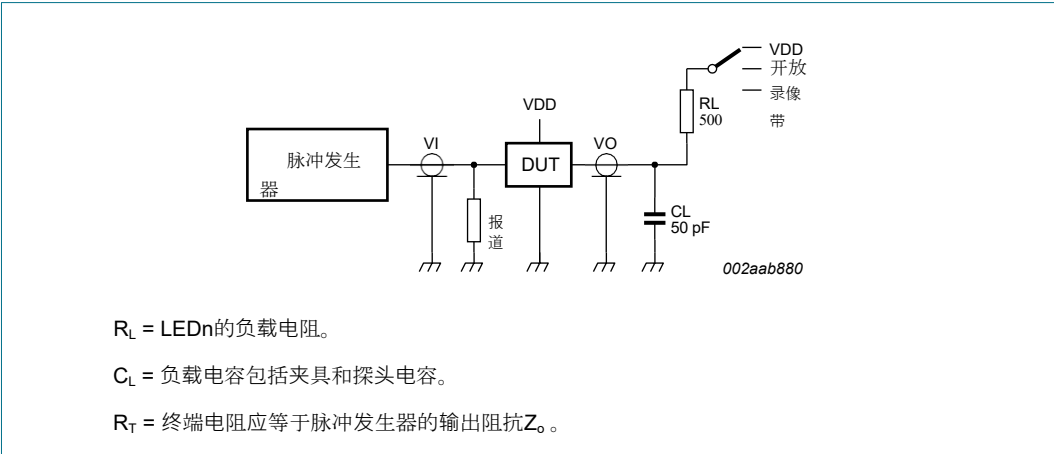 VDD
开放
录像
带
RL
500
VDD
脉冲发生
器
VI
DUT
VO
报
道
CL
50 pF
002aab880
RL = LEDn的负载电阻。
CL = 负载电容包括夹具和探头电容。
RT = 终端电阻应等于脉冲发生器的输出阻抗Zo 。